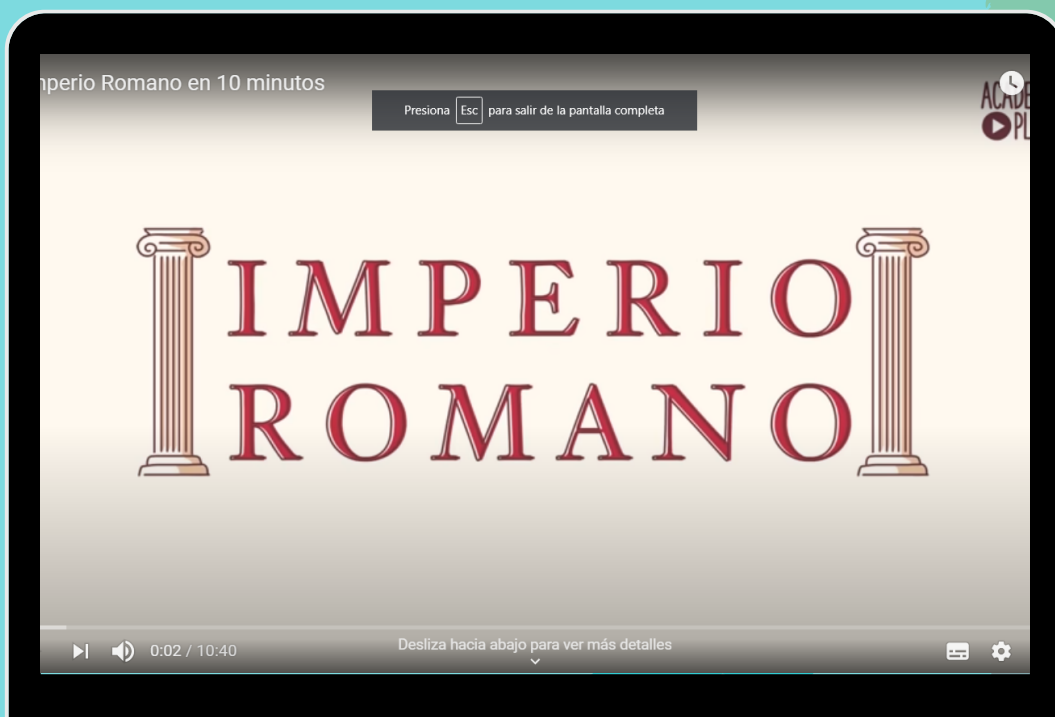 Imperio Romano en 10 minutos
Presiona Esc para salir de la pantalla completa
IMPERIO
ROMANO
0:02 / 10:40
Desliza hacia abajo para ver más detalles